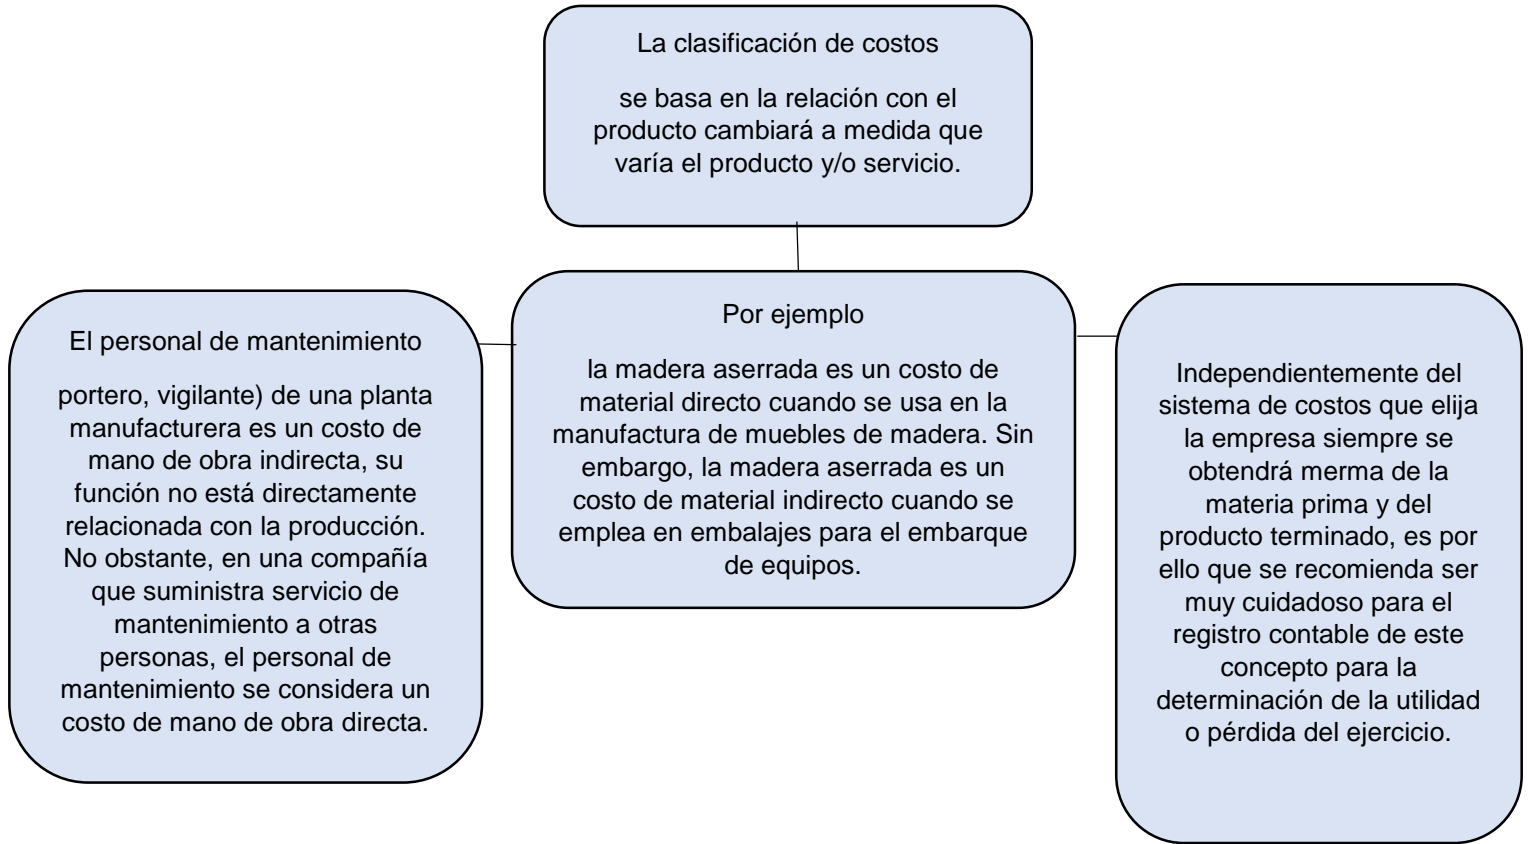 La clasificación de costos
se basa en la relación con el
producto cambiará a medida que
varía el producto y/o servicio.
El personal de mantenimiento
portero, vigilante) de una planta
manufacturera es un costo de
mano de obra indirecta, su
función no está directamente
relacionada con la producción.
No obstante, en una compañía
que suministra servicio de
mantenimiento a otras
personas, el personal de
mantenimiento se considera un
costo de mano de obra directa.
Por ejemplo
la madera aserrada es un costo de
material directo cuando se usa en la
manufactura de muebles de madera. Sin
embargo, la madera aserrada es un
costo de material indirecto cuando se
emplea en embalajes para el embarque
de equipos.
Independientemente del
sistema de costos que elija
la empresa siempre se
obtendrá merma de la
materia prima y del
producto terminado, es por
ello que se recomienda ser
muy cuidadoso para el
registro contable de este
concepto para la
determinación de la utilidad
o pérdida del ejercicio.